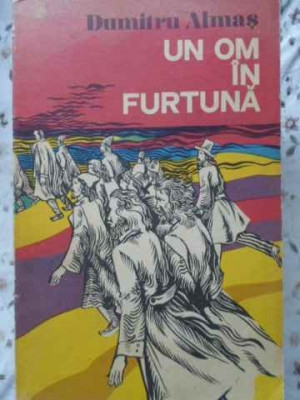 Dumitru Almaş
UN OM
ÎN
FURTUNĂ